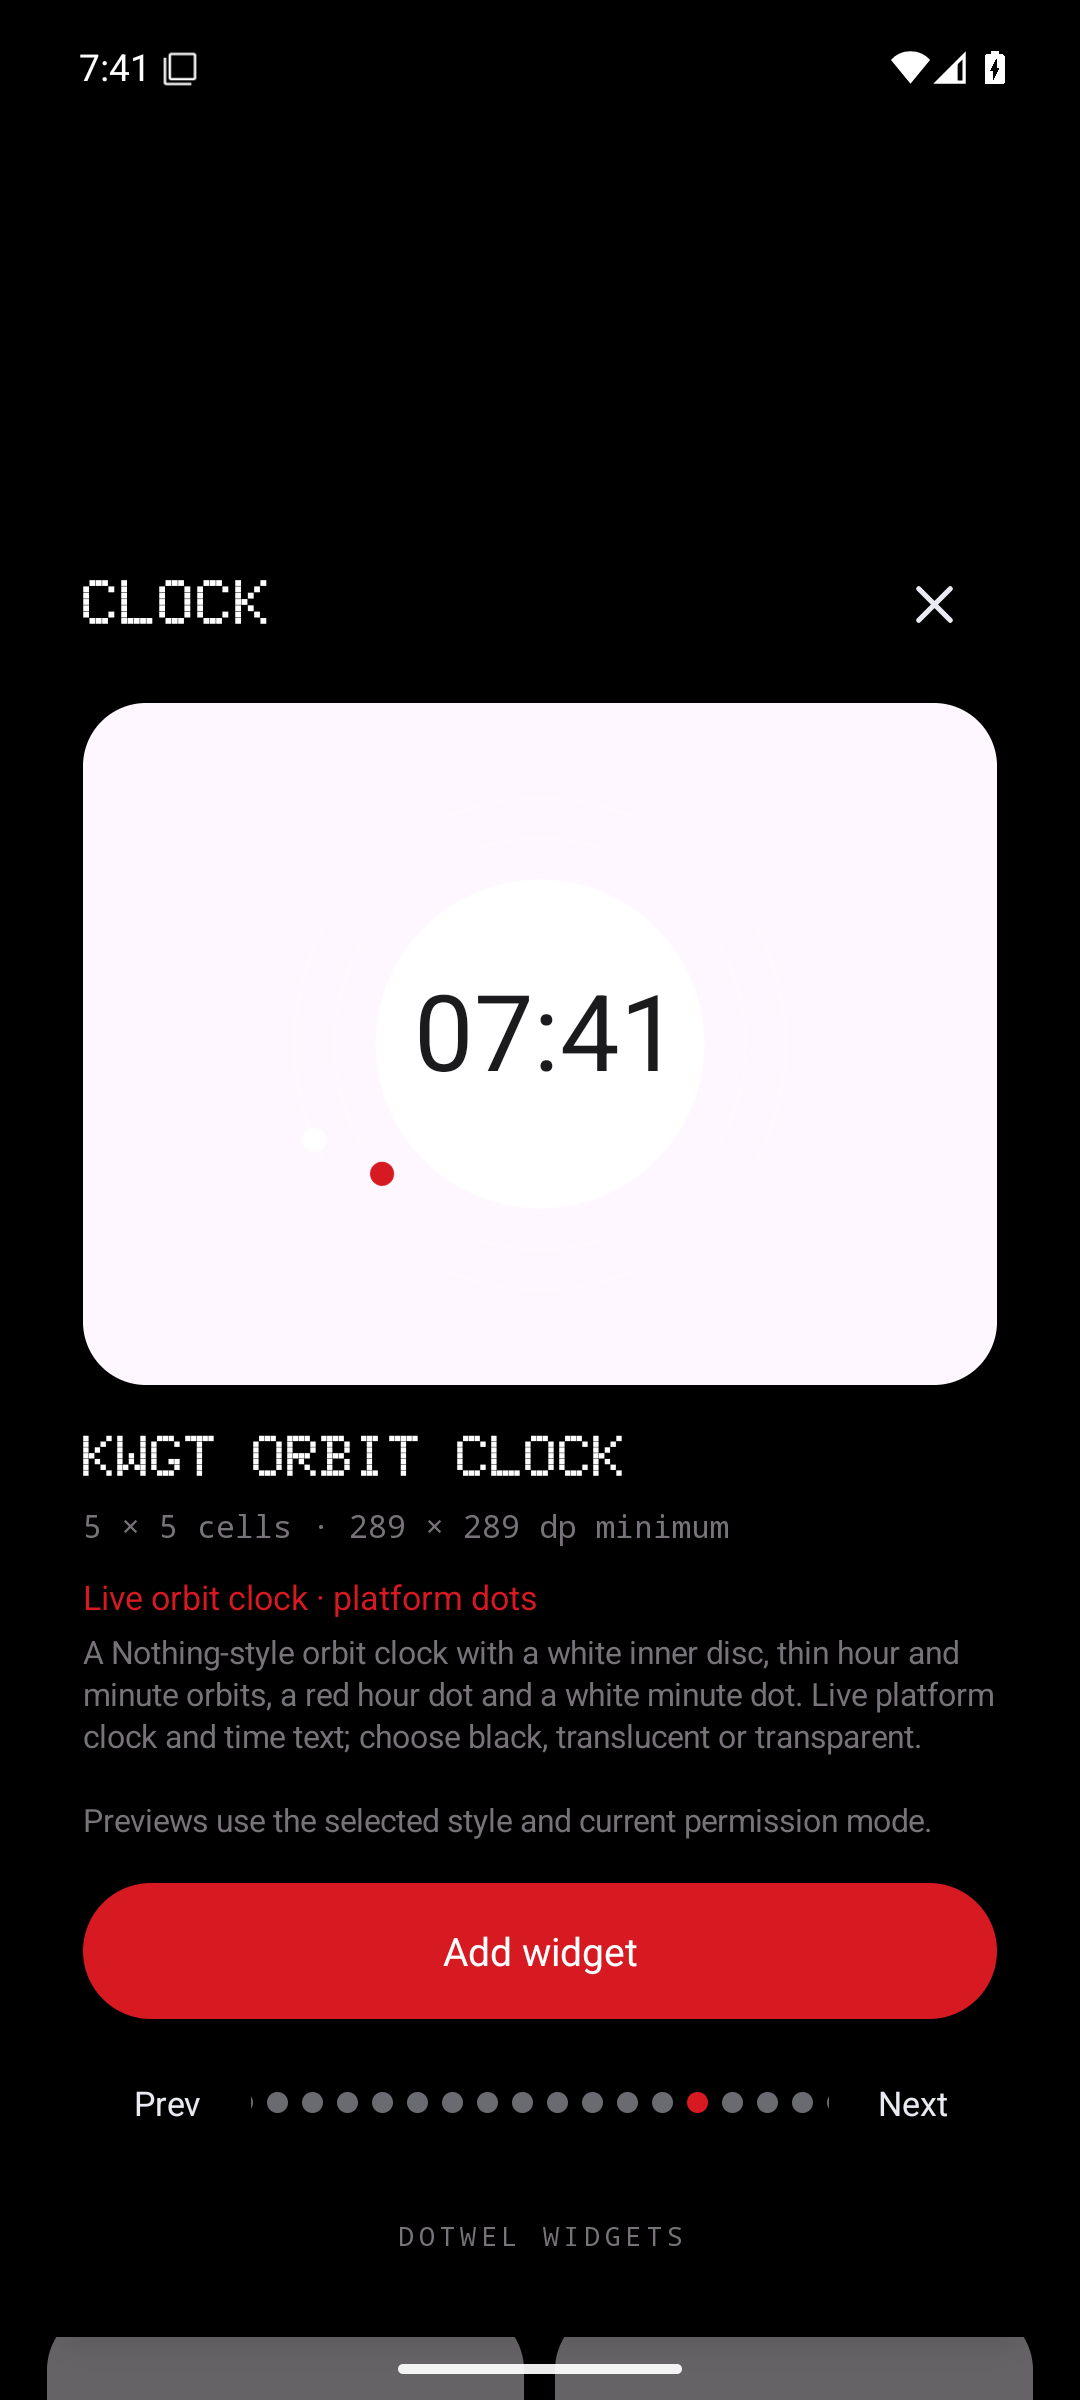 7:41
CLOCK
07:41
KWGT ORBIT CLOCK
5 × 5 cells · 289 × 289 dp minimum
Live orbit clock · platform dots
A Nothing-style orbit clock with a white inner disc, thin hour and
minute orbits, a red hour dot and a white minute dot. Live platform
clock and time text; choose black, translucent or transparent.
Previews use the selected style and current permission mode.
Add widget
Prev
Next
DOTWEL WIDGETS